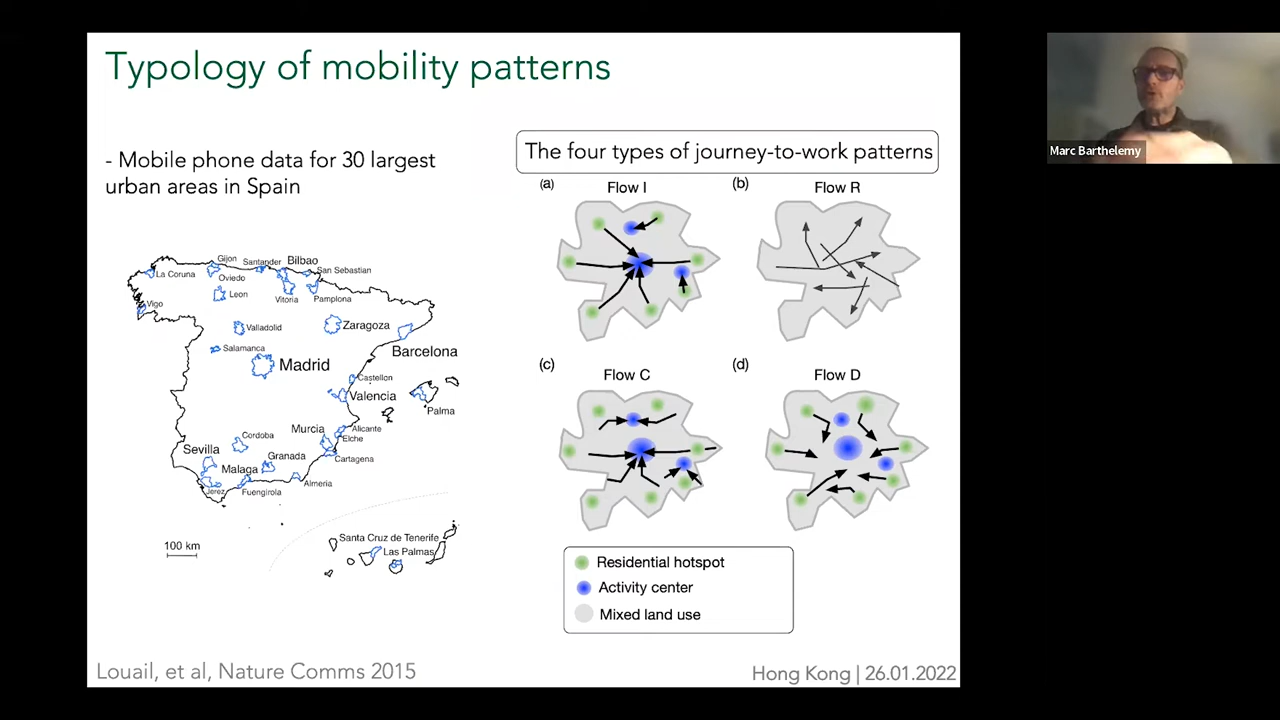 Typology of mobility patterns
Marc Barthelemy
- Mobile phone data for 30 largest
urban areas in Spain
The four types of journey-to-work patterns
(a)
Flow I
(b)
Flow R
(c)
Flow C
(d)
Flow D
La Coruna
Gijon
Oviedo
Santander
Bilbao
San Sebastian
Vigo
Leon
Vitoria
Pamplona
Valladolid
Zaragoza
Salamanca
Barcelona
Madrid
Castellon
Valencia
Palma
Murcia
Alicante
Elche
Cordoba
Sevilla
Granada
Cartagena
Malaga
Almeria
Jerez
Fuengirola
100 km
Santa Cruz de Tenerife
Las Palmas
Residential hotspot
Activity center
Mixed land use
Louail, et al, Nature Comms 2015
Hong Kong | 26.01.2022